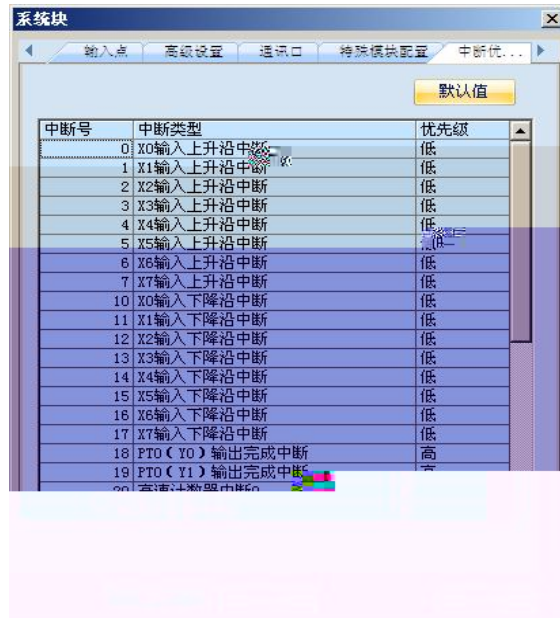 系统块
输入点 高级设置 通讯口 特殊模块配置 中断优...
默认值
中断号 中断类型 优先级
0 X0输入上升沿中断 低
1 X1输入上升沿中断 低
2 X2输入上升沿中断 低
3 X3输入上升沿中断 低
4 X4输入上升沿中断 低
5 X5输入上升沿中断 低
6 X6输入上升沿中断 低
7 X7输入上升沿中断 低
10 X0输入下降沿中断 低
11 X1输入下降沿中断 低
12 X2输入下降沿中断 低
13 X3输入下降沿中断 低
14 X4输入下降沿中断 低
15 X5输入下降沿中断 低
16 X6输入下降沿中断 低
17 X7输入下降沿中断 低
18 PTO(Y0)输出完成中断 高
19 PTO(Y1)输出完成中断 高
20 高速计数器中断0